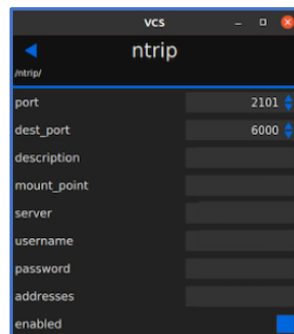 VCS
ntrip
/ntrip/
port 2101
dest_port 6000
description
mount_point
server
username
password
addresses
enabled